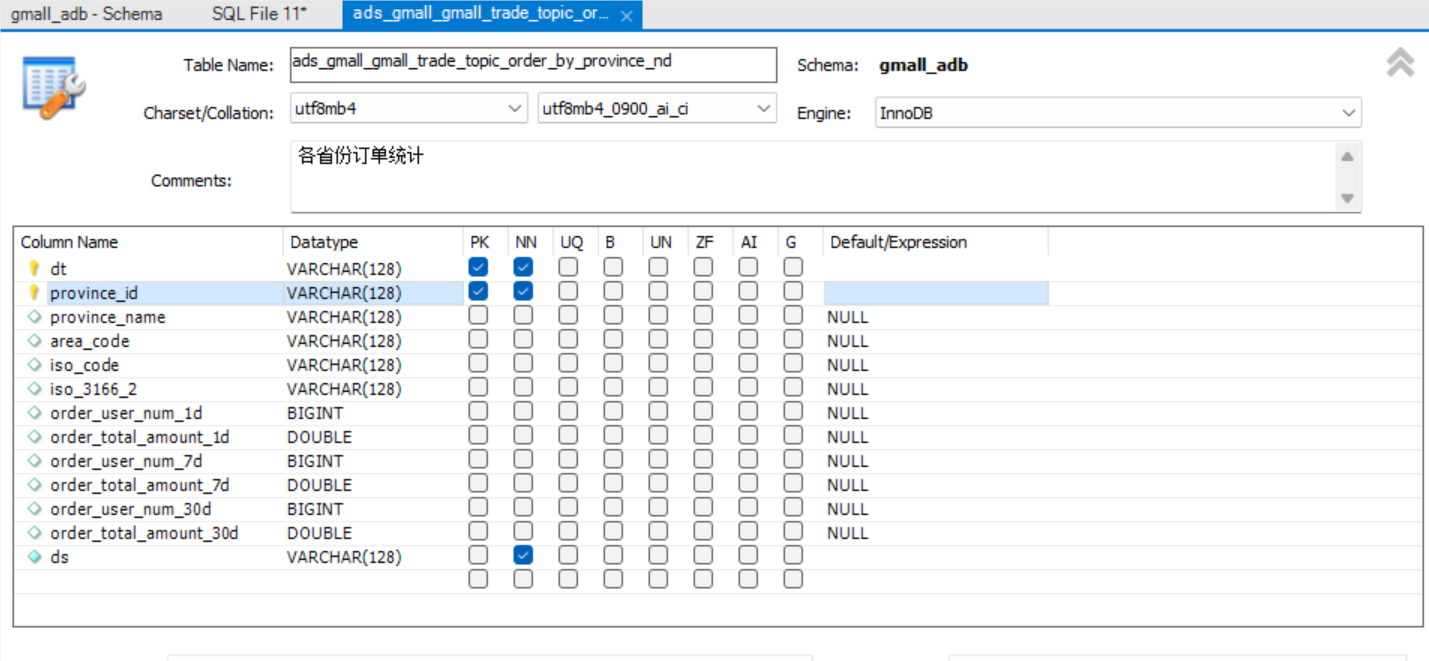 gmall_adb - Schema SQL File 11* ads_gmall_gmall_trade_topic_or... ×
Table Name: ads_gmall_gmall_trade_topic_order_by_province_nd Schema: gmall_adb
Charset/Collation: utf8mb4 utf8mb4_0900_ai_ci Engine: InnoDB
Comments: 各省份订单统计
Column Name Datatype PK NN UQ B UN ZF AI G Default/Expression
dt VARCHAR(128)
province_id VARCHAR(128)
province_name VARCHAR(128) NULL
area_code VARCHAR(128) NULL
iso_code VARCHAR(128) NULL
iso_3166_2 VARCHAR(128) NULL
order_user_num_1d BIGINT NULL
order_total_amount_1d DOUBLE NULL
order_user_num_7d BIGINT NULL
order_total_amount_7d DOUBLE NULL
order_user_num_30d BIGINT NULL
order_total_amount_30d DOUBLE NULL
ds VARCHAR(128)